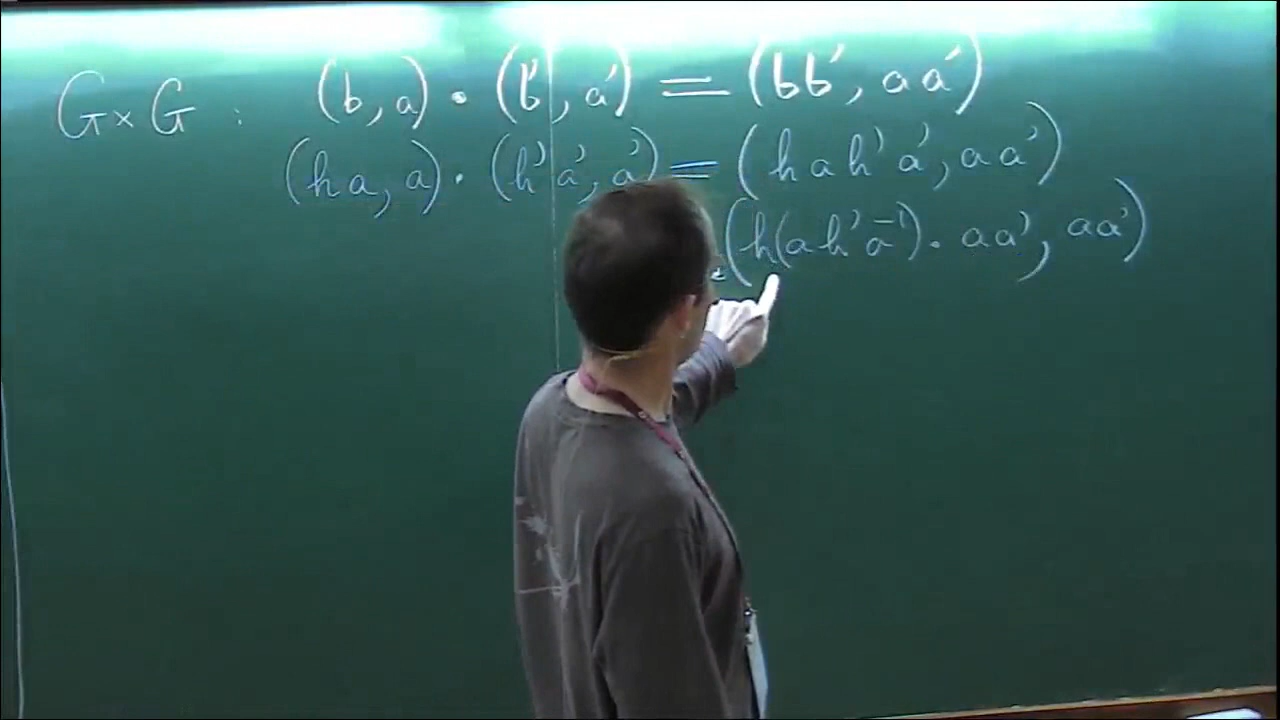 G×G : (b, a) · (b', a') = (bb', aa')
(ha, a) · (h'a', a') = (hah'a', aa')
(h(ah'a⁻¹) · aa', aa')